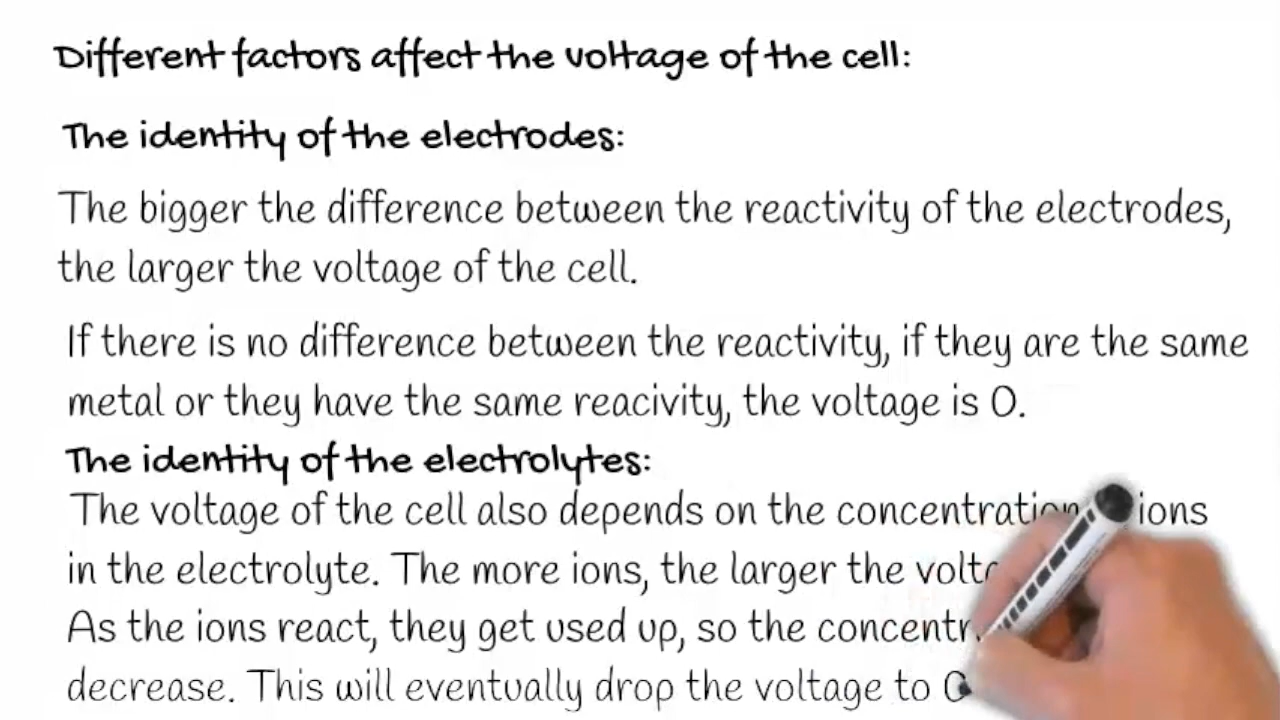 Different factors affect the voltage of the cell:
The identity of the electrodes:
The bigger the difference between the reactivity of the electrodes,
the larger the voltage of the cell.
If there is no difference between the reactivity, if they are the same
metal or they have the same reacivity, the voltage is 0.
The identity of the electrolytes:
The voltage of the cell also depends on the concentration ions
in the electrolyte. The more ions, the larger the
As the ions react, they get used up, so the
decrease. This will eventually drop the voltage to 0